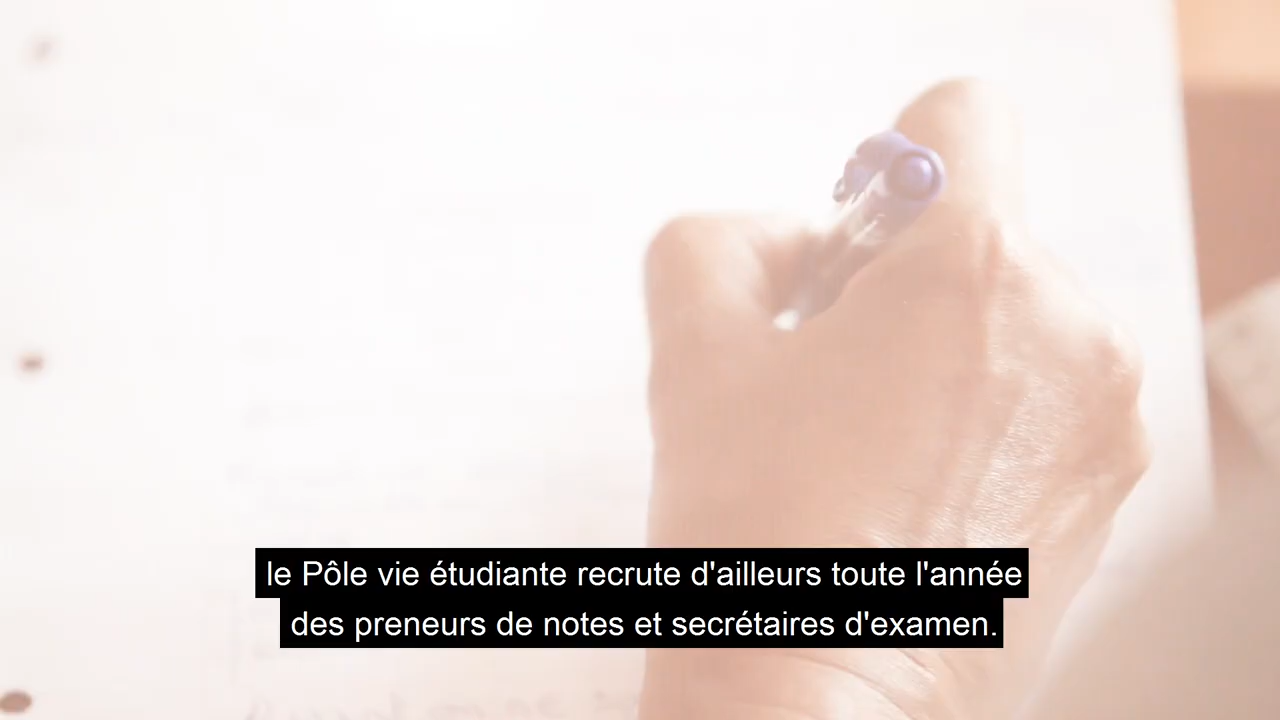 le Pôle vie étudiante recrute d'ailleurs toute l'année
des preneurs de notes et secrétaires d'examen.